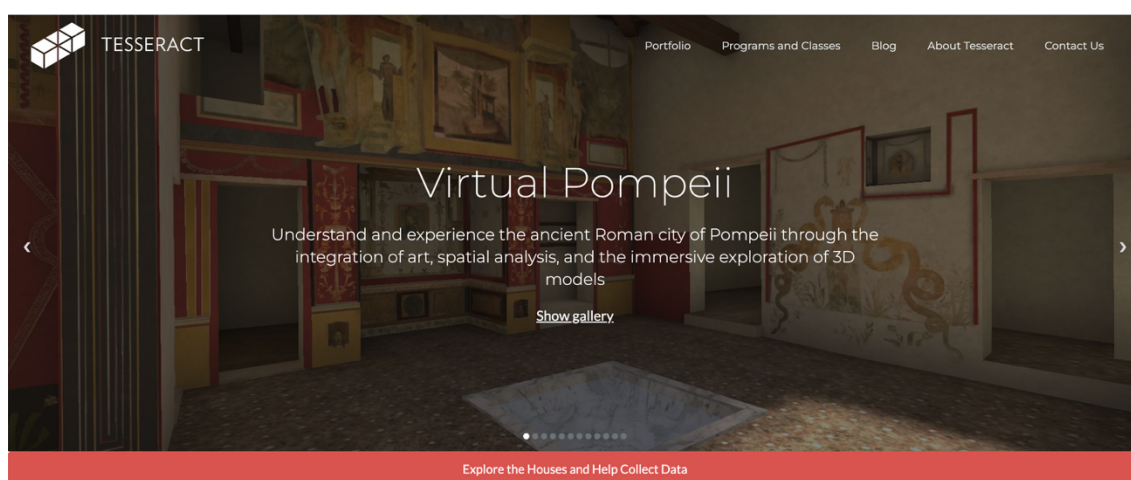 TESSERACT
Portfolio
Programs and Classes
Blog
About Tesseract
Contact Us
Virtual Pompeii
Understand and experience the ancient Roman city of Pompeii through the
integration of art, spatial analysis, and the immersive exploration of 3D
models
Show gallery
Explore the Houses and Help Collect Data